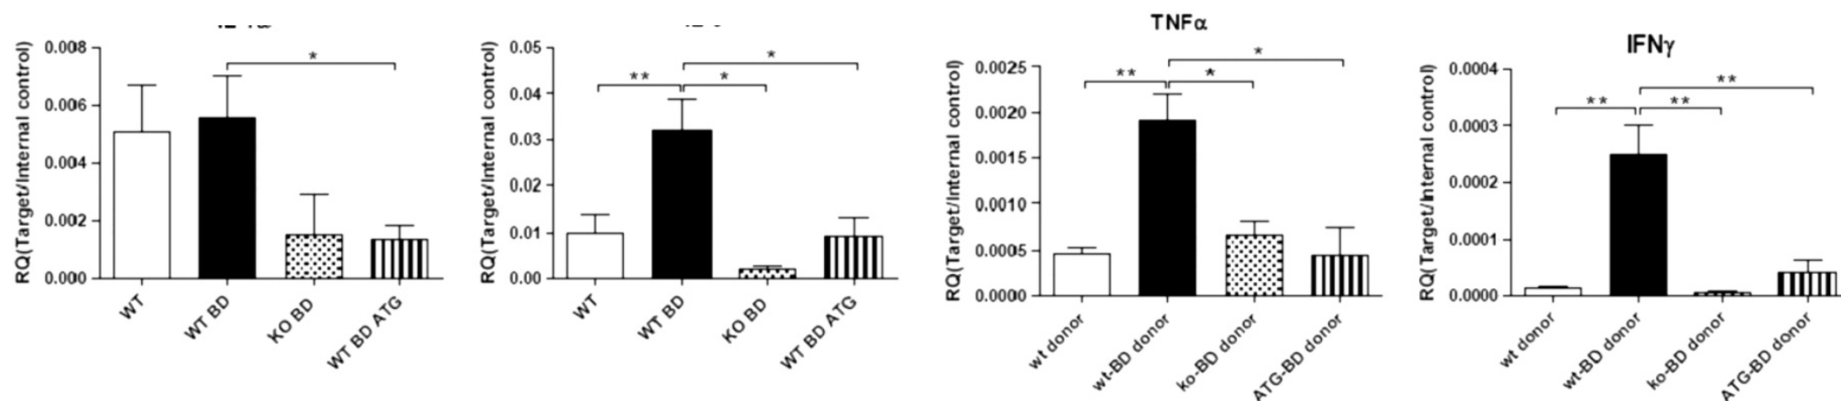 TNFα
IFNγ
RQ(Target/Internal control)
0.008
0.006
0.004
0.002
0.000
*
WT
WT BD
KO BD
WT BD ATG
RQ(Target/Internal control)
0.05
0.04
0.03
0.02
0.01
0.00
**
*
*
WT
WT BD
KO BD
WT BD ATG
RQ(Target/Internal control)
0.0025
0.0020
0.0015
0.0010
0.0005
0.0000
**
*
*
wt donor
wt-BD donor
ko-BD donor
ATG-BD donor
RQ(Target/Internal control)
0.0004
0.0003
0.0002
0.0001
0.0000
**
**
**
wt donor
wt-BD donor
ko-BD donor
ATG-BD donor